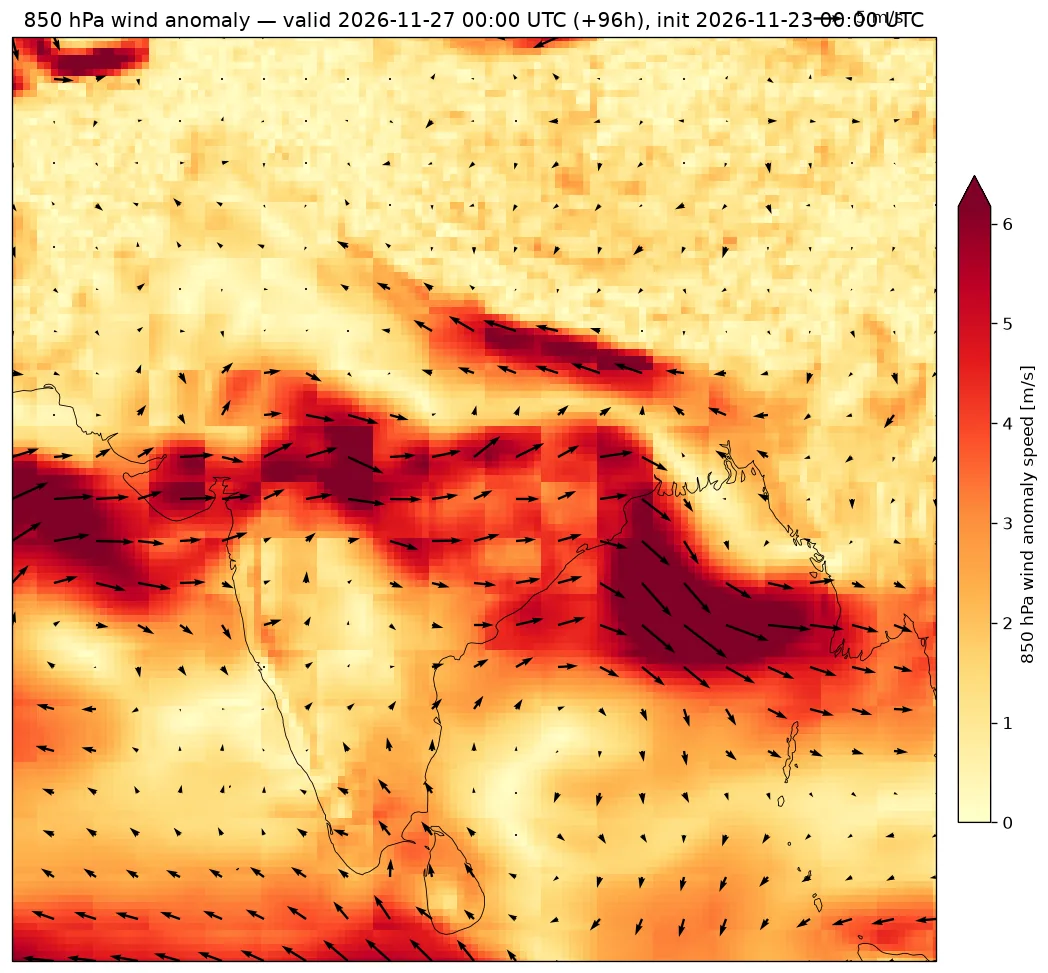 850 hPa wind anomaly — valid 2026-11-27 00:00 UTC (+96h), init 2026-11-23 00:00 UTC
5 m/s
6
5
4
3
2
1
0
850 hPa wind anomaly speed [m/s]